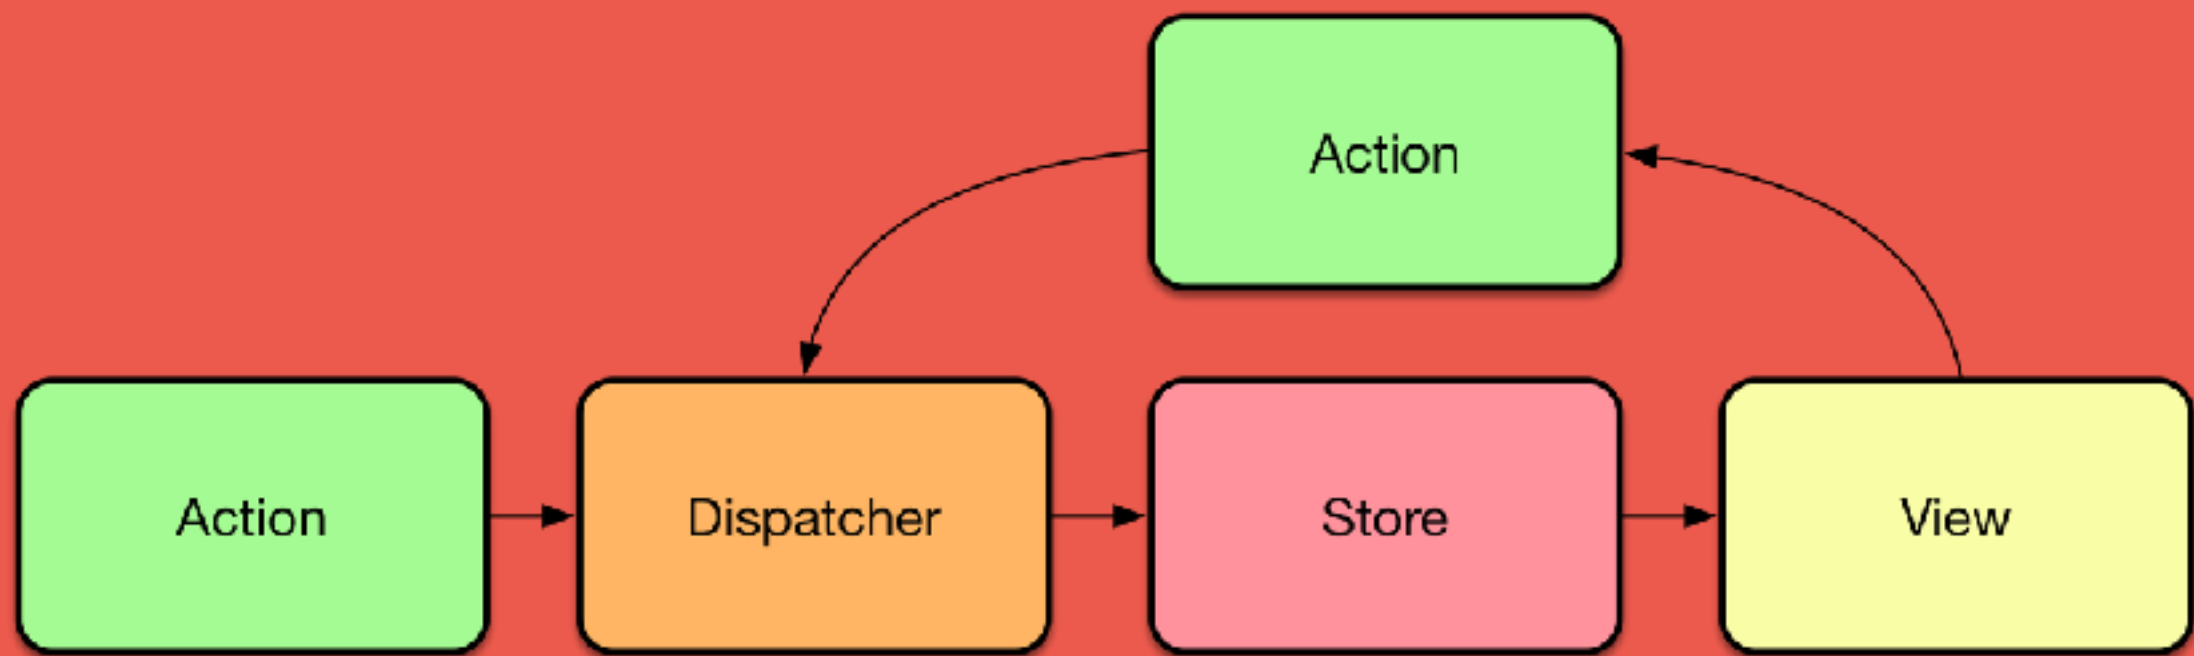 Action
Action
Dispatcher
Store
View